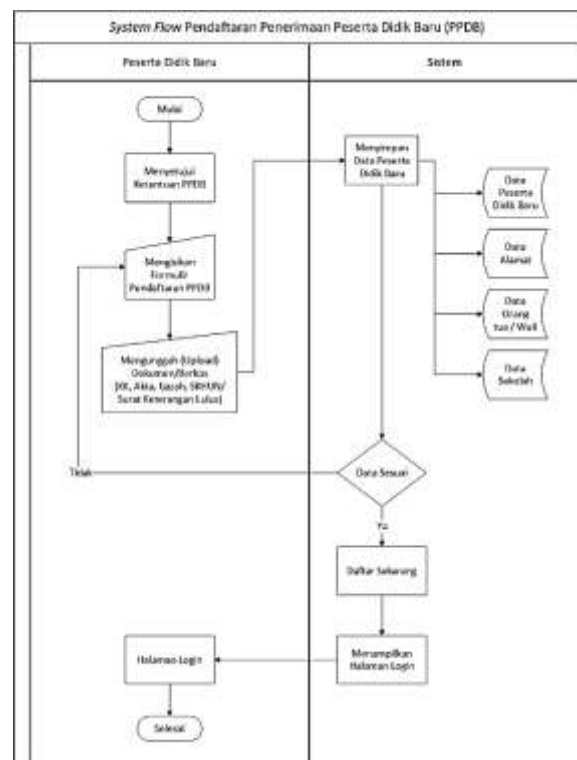 System Flow Pendaftaran Penerimaan Peserta Didik Baru (PPDB)
Peserta Didik Baru
Sistem
Mulai
Menyetujui
Ketentuan PPDB
Mengisikan
Formulir
Pendaftaran PPDB
Mengunggah (Upload)
Dokumen/Berkas
(KK, Akta, Ijazah, SKHUN/
Surat Keterangan Lulus)
Menyimpan
Data Peserta
Didik Baru
Data
Peserta
Didik Baru
Data
Alamat
Data
Orang
tua / Wali
Data
Sekolah
Tidak
Data Sesuai
Ya
Daftar Sekarang
Menampilkan
Halaman Login
Halaman Login
Selesai